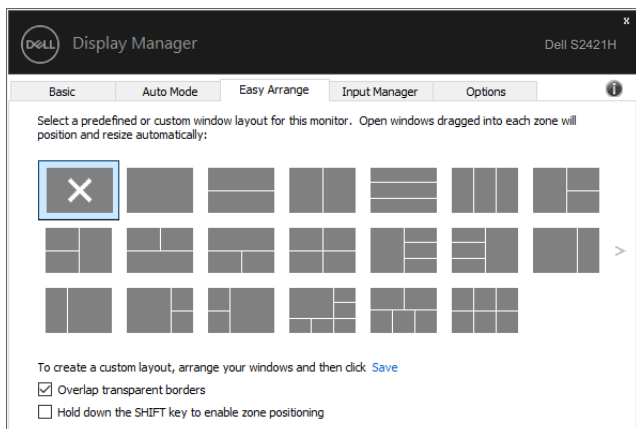 x
DELL Display Manager Dell S2421H
Basic Auto Mode Easy Arrange Input Manager Options
Select a predefined or custom window layout for this monitor. Open windows dragged into each zone will
position and resize automatically:
To create a custom layout, arrange your windows and then click Save
Overlap transparent borders
Hold down the SHIFT key to enable zone positioning